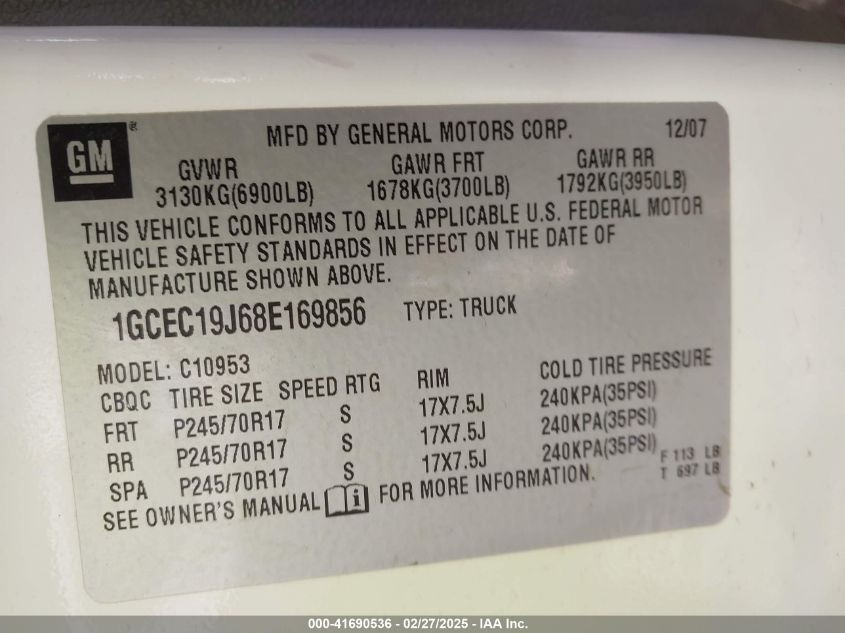 GM
®
MFD BY GENERAL MOTORS CORP. 12/07
GVWR GAWR FRT GAWR RR
3130KG(6900LB) 1678KG(3700LB) 1792KG(3950LB)
THIS VEHICLE CONFORMS TO ALL APPLICABLE U.S. FEDERAL MOTOR
VEHICLE SAFETY STANDARDS IN EFFECT ON THE DATE OF
MANUFACTURE SHOWN ABOVE.
1GCEC19J68E169856 TYPE: TRUCK
MODEL: C10953
CBQC TIRE SIZE SPEED RTG RIM COLD TIRE PRESSURE
FRT P245/70R17 S 17X7.5J 240KPA(35PSI)
RR P245/70R17 S 17X7.5J 240KPA(35PSI)
SPA P245/70R17 S 17X7.5J 240KPA(35PSI)
F 113 LB
T 697 LB
SEE OWNER'S MANUAL i FOR MORE INFORMATION.
000-41690536 - 02/27/2025 - IAA Inc.